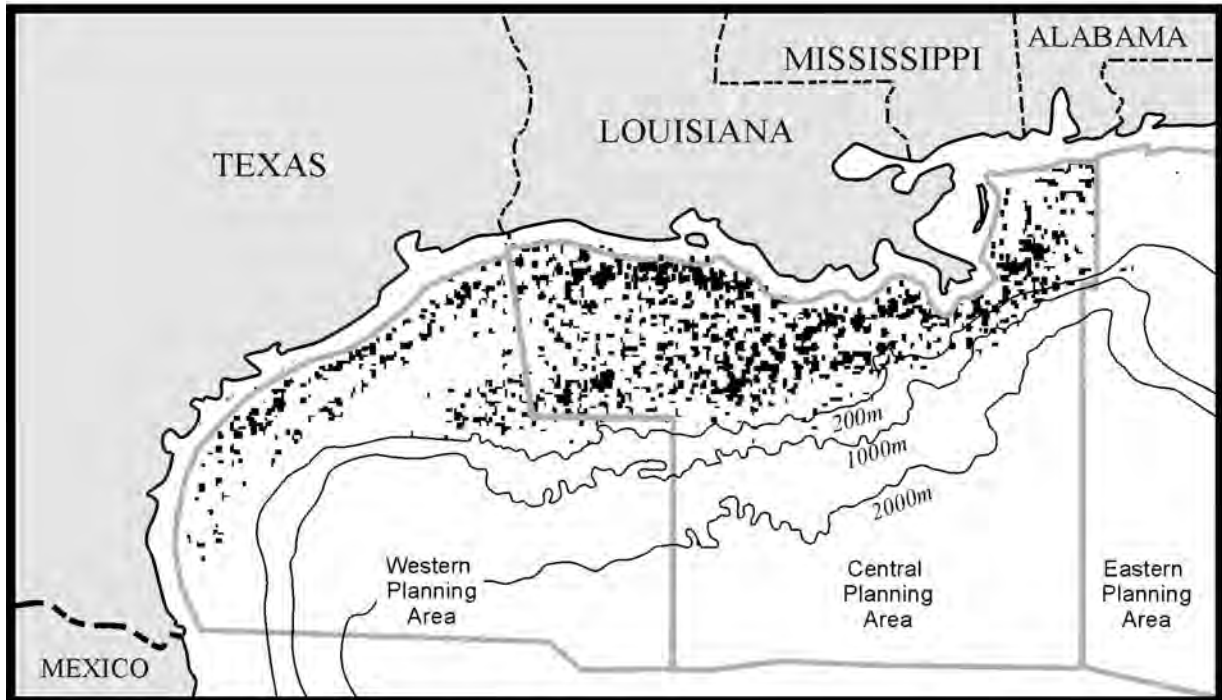 ALABAMA
MISSISSIPPI
LOUISIANA
TEXAS
200m
1000m
2000m
Western
Planning
Area
Central
Planning
Area
Eastern
Planning
Area
MEXICO